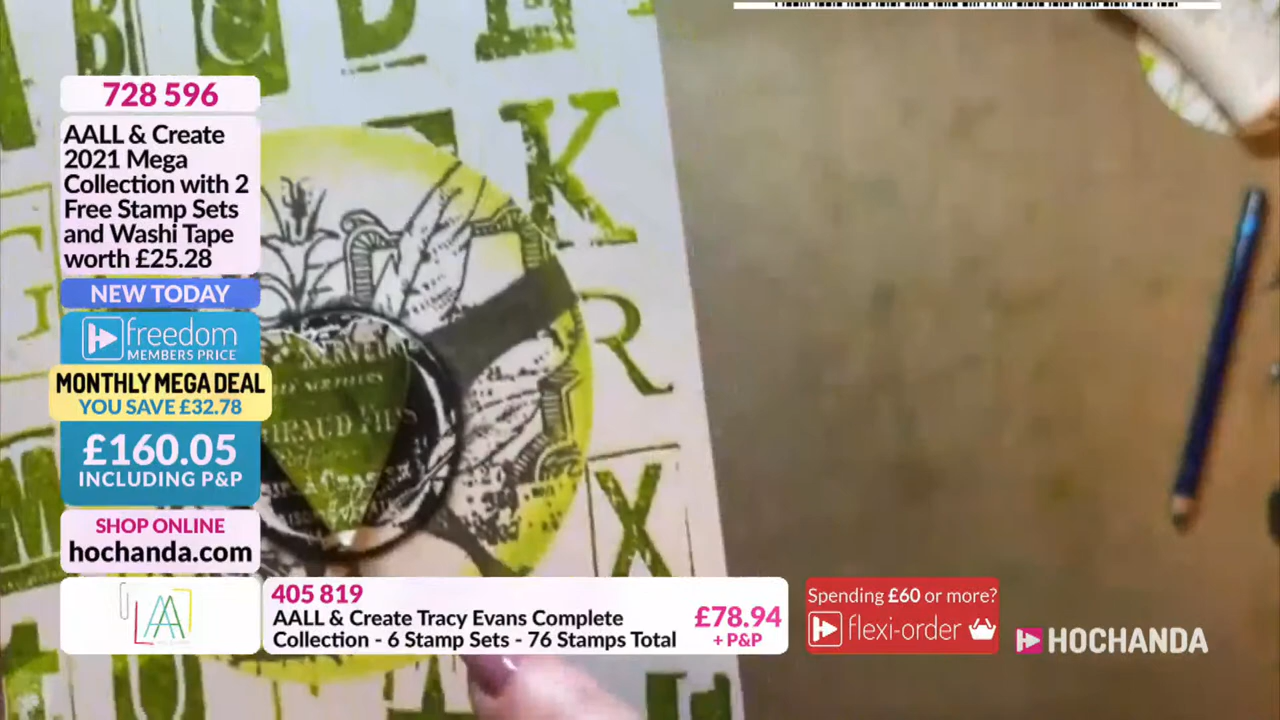 728 596
AALL & Create
2021 Mega
Collection with 2
Free Stamp Sets
and Washi Tape
worth £25.28
NEW TODAY
freedom
MEMBERS PRICE
MONTHLY MEGA DEAL
YOU SAVE £32.78
£160.05
INCLUDING P&P
SHOP ONLINE
hochanda.com
LAA
405 819
AALL & Create Tracy Evans Complete
Collection - 6 Stamp Sets - 76 Stamps Total
£78.94
+ P&P
Spending £60 or more?
flexi-order
HOCHANDA
K
R
X